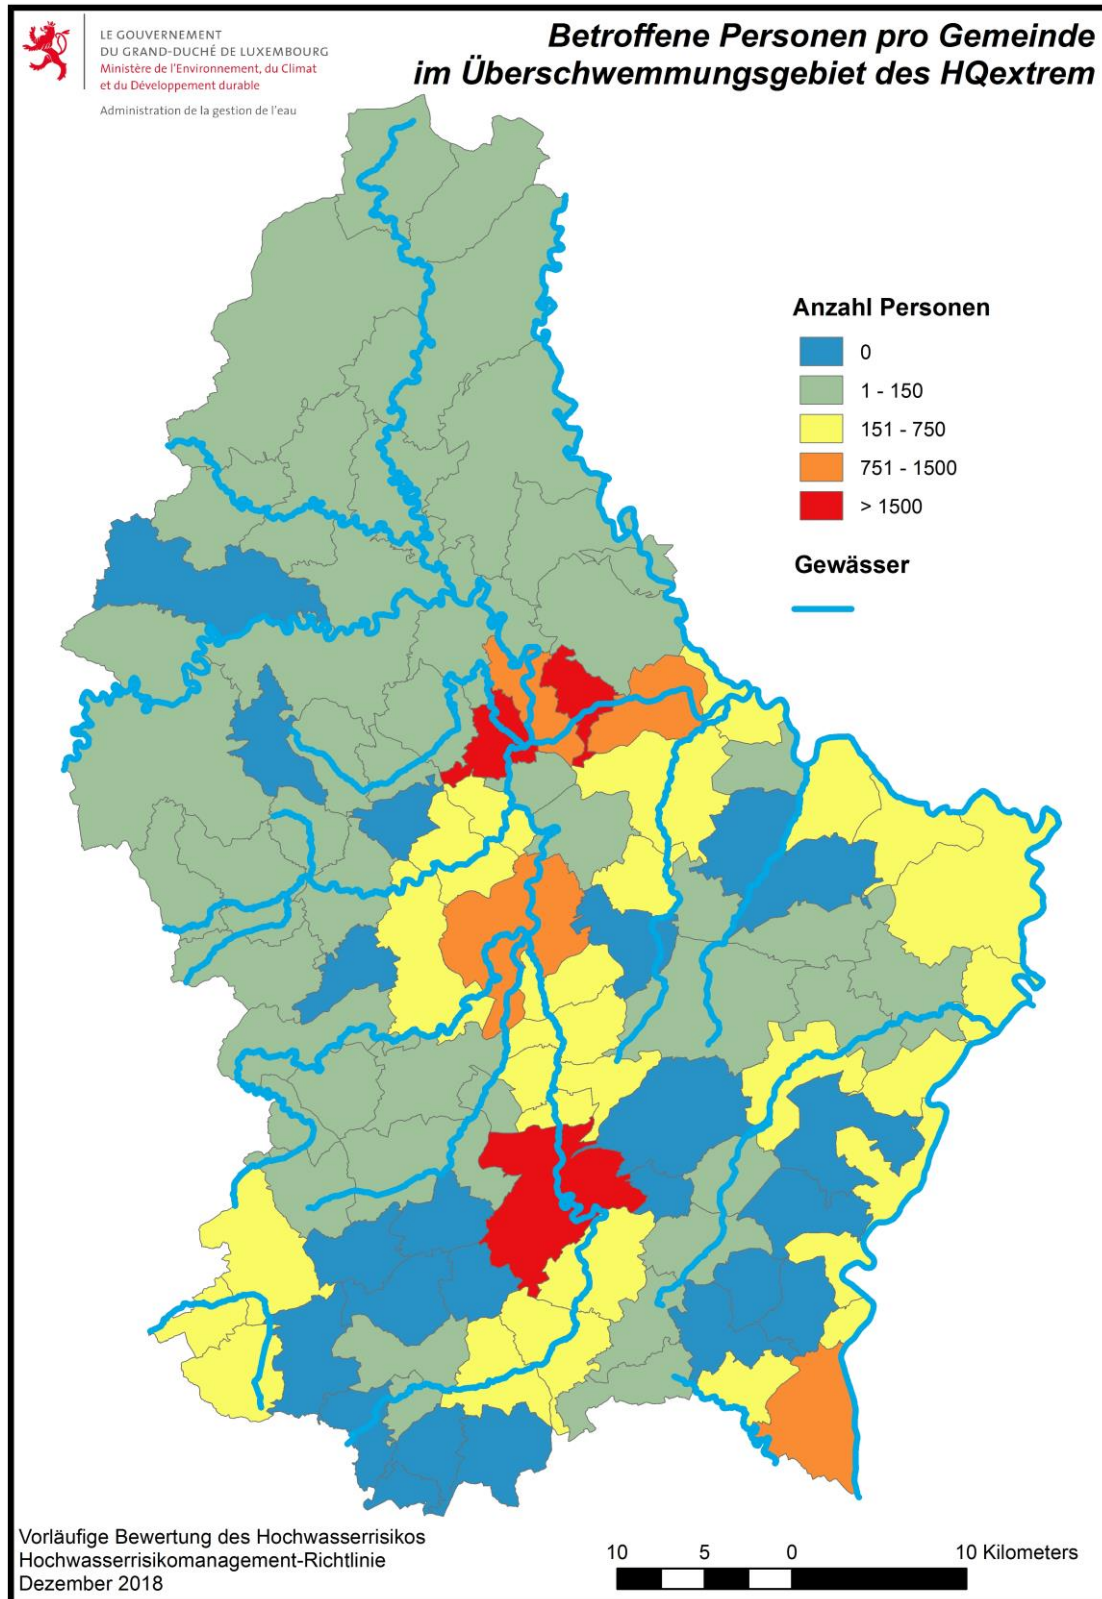 LE GOUVERNEMENT
DU GRAND-DUCHÉ DE LUXEMBOURG
Ministère de l'Environnement, du Climat
et du Développement durable
Administration de la gestion de l'eau
Betroffene Personen pro Gemeinde
im Überschwemmungsgebiet des HQextrem
Anzahl Personen
0
1 - 150
151 - 750
751 - 1500
> 1500
Gewässer
Vorläufige Bewertung des Hochwasserrisikos
Hochwasserrisikomanagement-Richtlinie
Dezember 2018
10 5 0 10 Kilometers